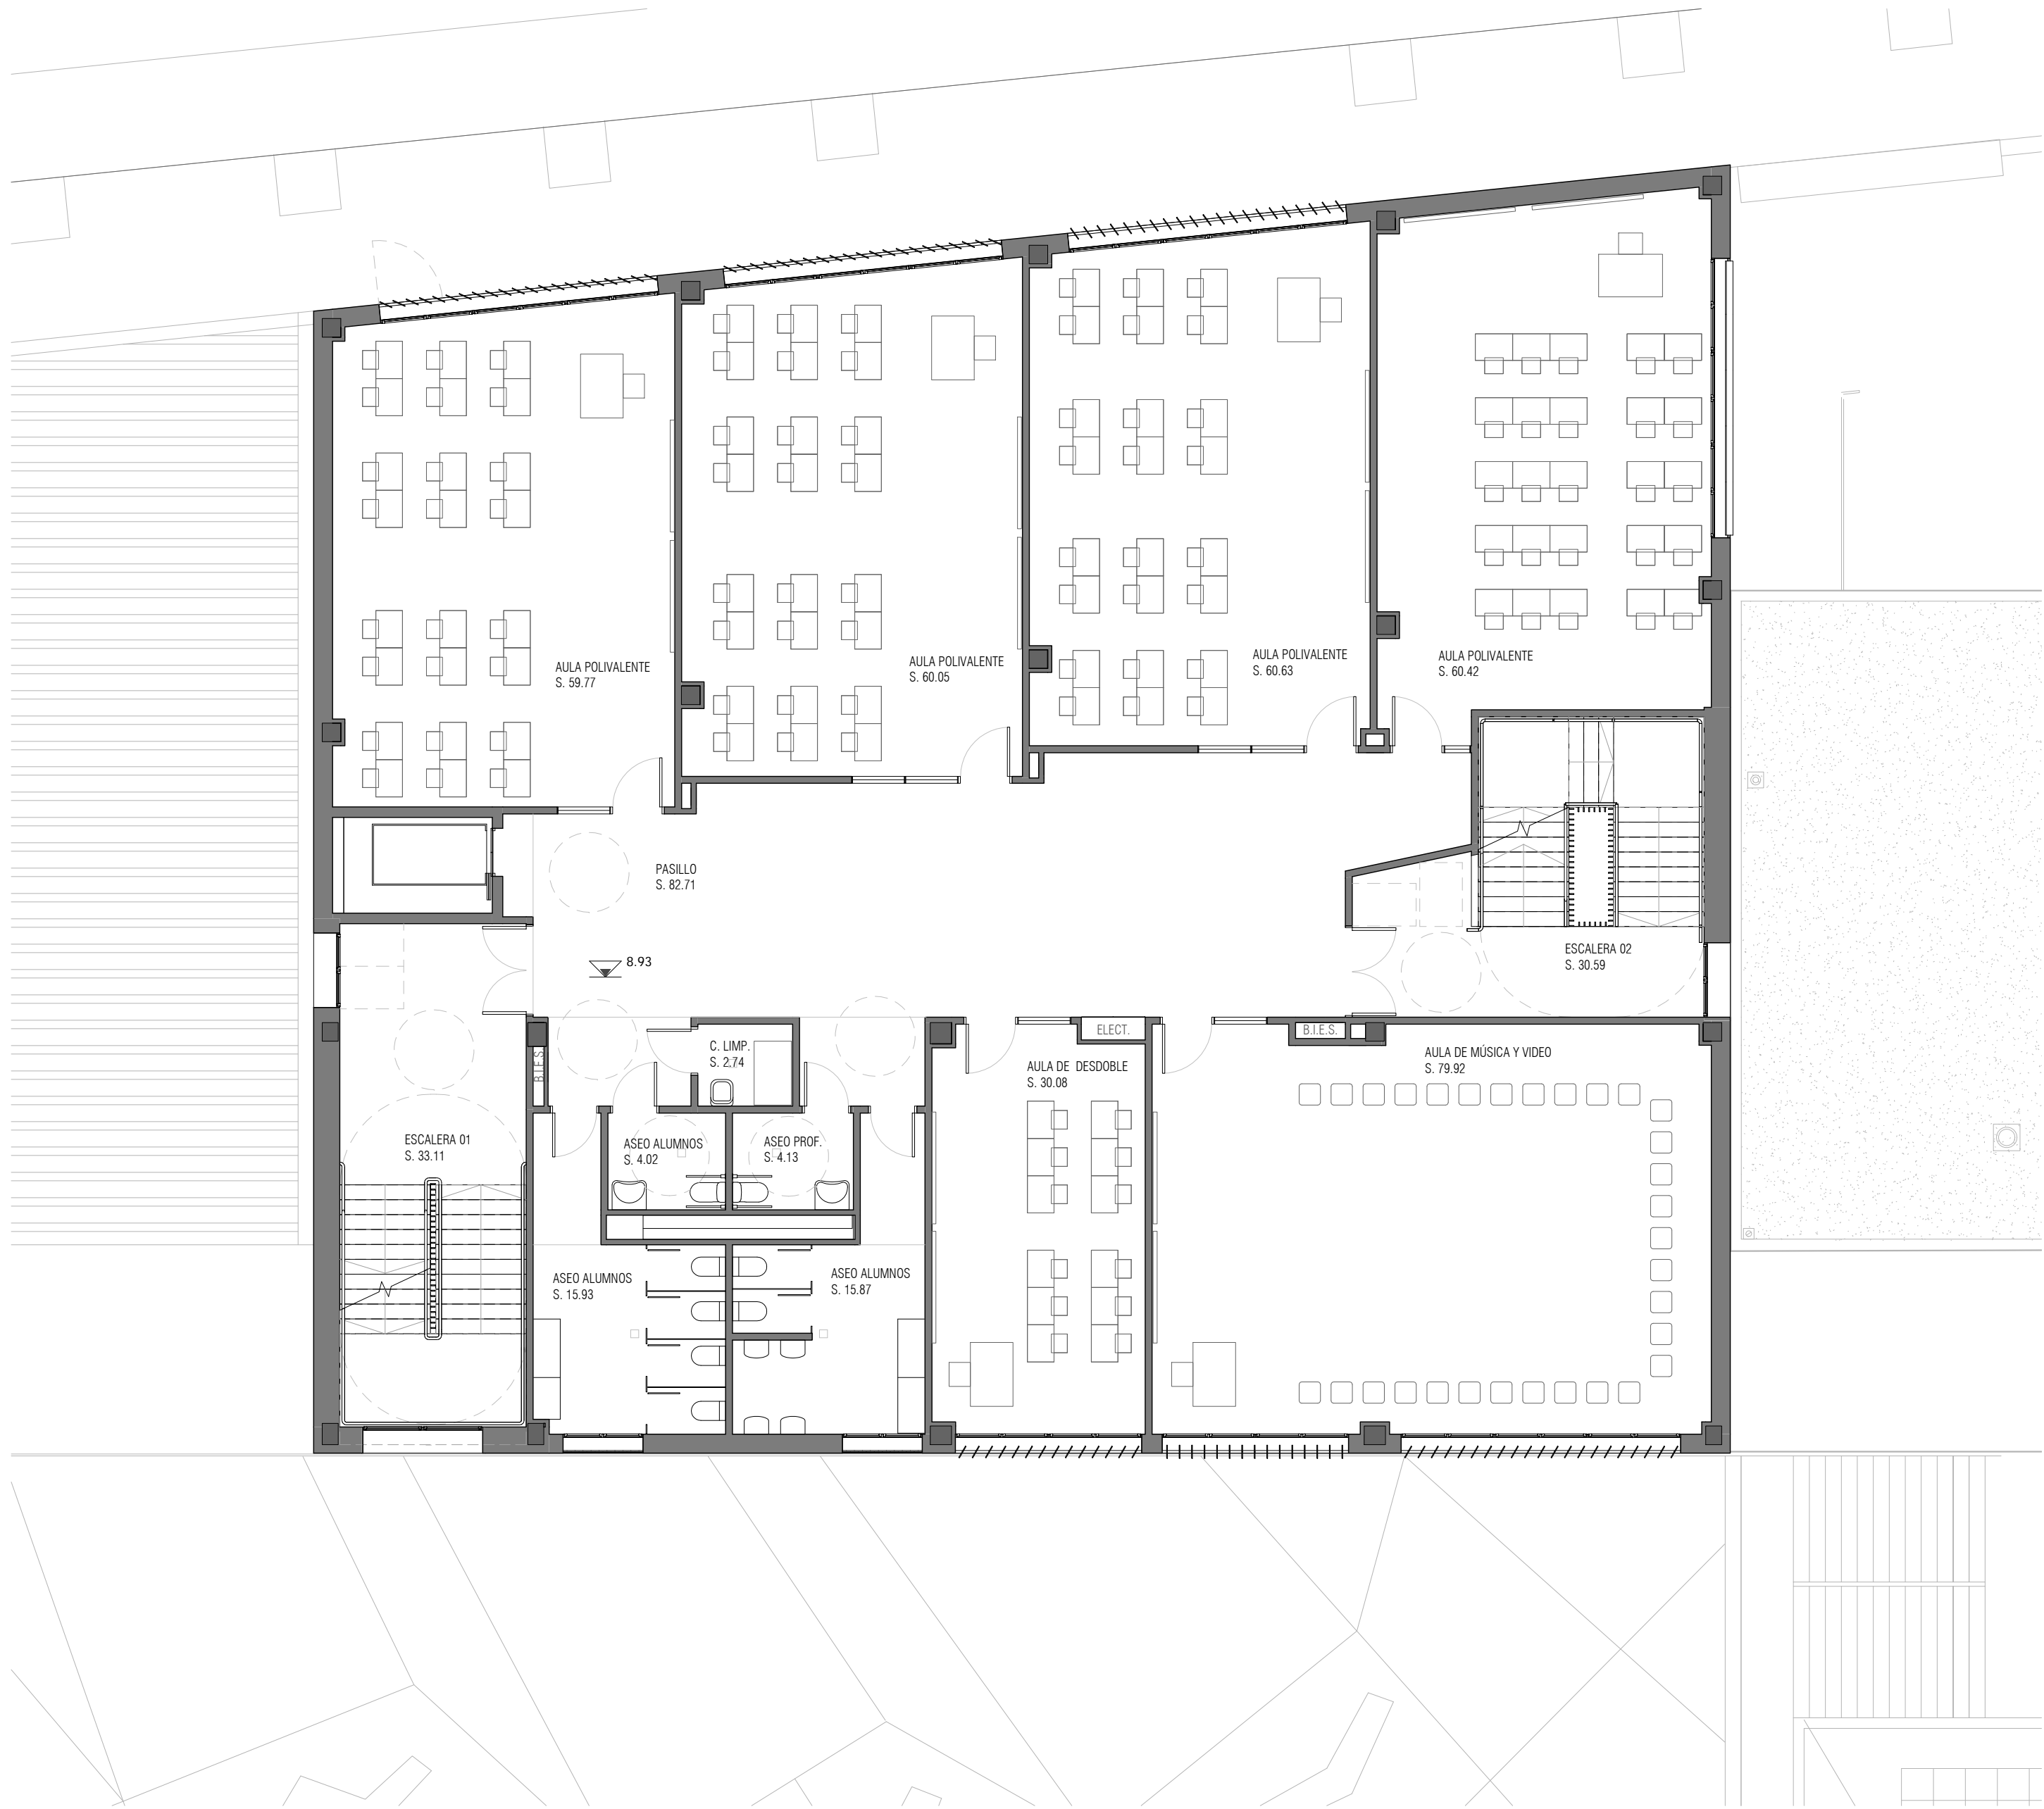 AULA POLIVALENTE
S. 59.77
AULA POLIVALENTE
S. 60.05
AULA POLIVALENTE
S. 60.63
AULA POLIVALENTE
S. 60.42
PASILLO
S. 82.71
8.93
ESCALERA 02
S. 30.59
ELECT.
B.I.E.S.
B.I.E.S.
C. LIMP.
S. 2.74
AULA DE DESDOBLE
S. 30.08
AULA DE MÚSICA Y VIDEO
S. 79.92
ESCALERA 01
S. 33.11
ASEO ALUMNOS
S. 4.02
ASEO PROF.
S. 4.13
ASEO ALUMNOS
S. 15.93
ASEO ALUMNOS
S. 15.87